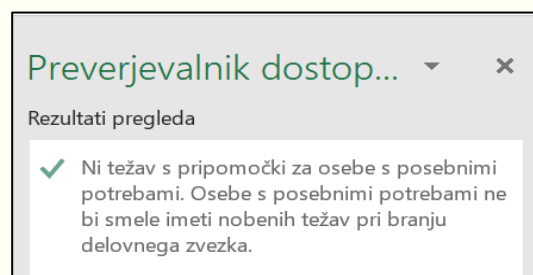 Preverjevalnik dostop...
Rezultati pregleda
Ni težav s pripomočki za osebe s posebnimi
potrebami. Osebe s posebnimi potrebami ne
bi smele imeti nobenih težav pri branju
delovnega zvezka.